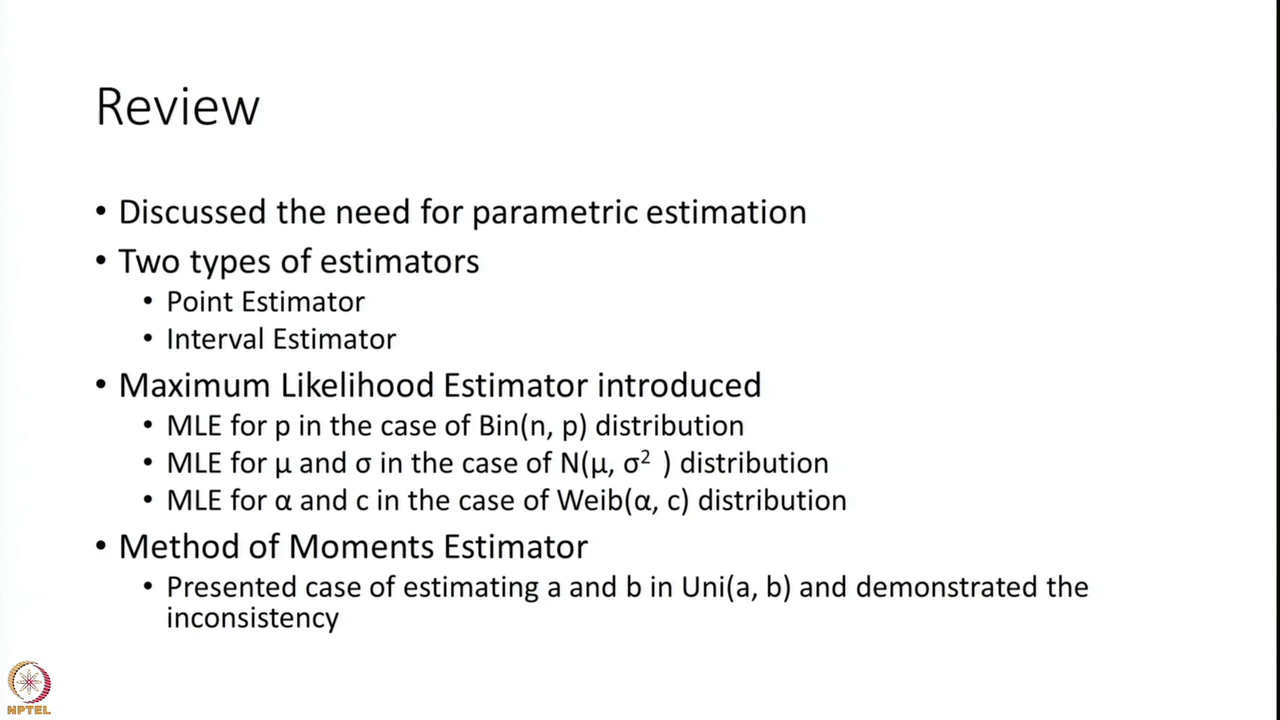 Review
• Discussed the need for parametric estimation
• Two types of estimators
• Point Estimator
• Interval Estimator
• Maximum Likelihood Estimator introduced
• MLE for p in the case of Bin(n, p) distribution
• MLE for μ and σ in the case of N(μ, σ² ) distribution
• MLE for α and c in the case of Weib(α, c) distribution
• Method of Moments Estimator
• Presented case of estimating a and b in Uni(a, b) and demonstrated the
inconsistency
NPTEL